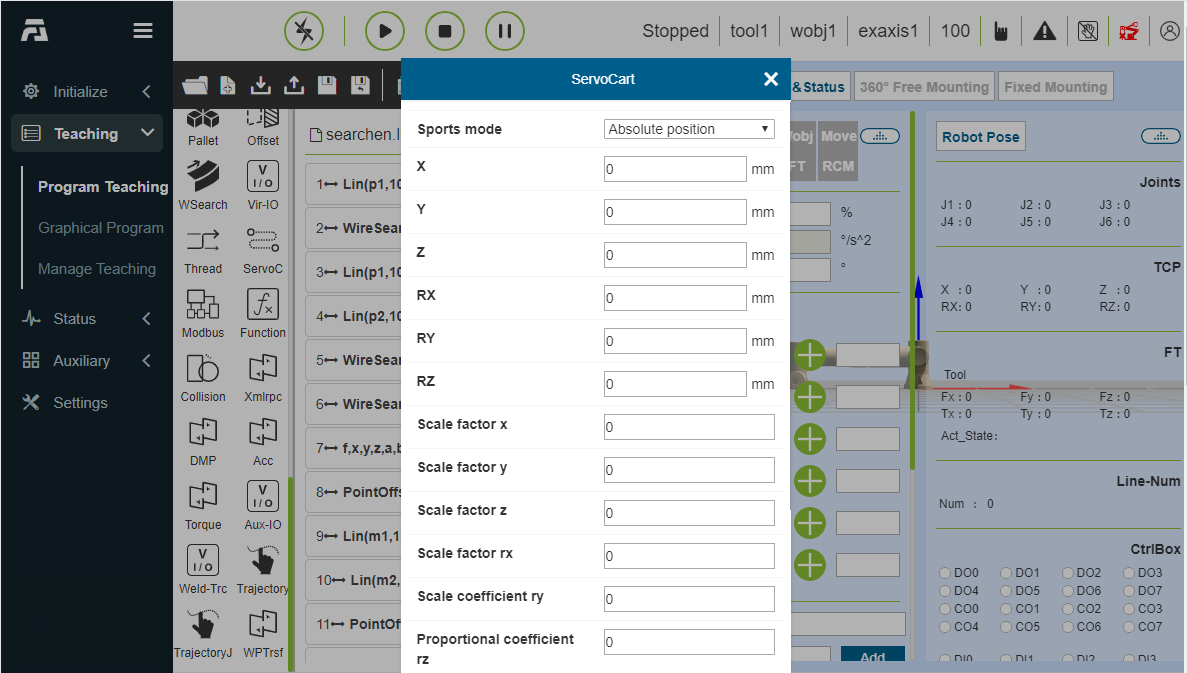 Stopped tool1 wobj1 exaxis1 100
Initialize
Teaching
Program Teaching
Graphical Program
Manage Teaching
Status
Auxiliary
Settings
Pallet Offset
WSearch Vir-IO
Thread ServoC
Modbus Function
Collision Xmlrpc
DMP Acc
Torque Aux-IO
Weld-Trc Trajectory
TrajectoryJ WPTrsf
V
I/O
fx
V
I/O
V
I/O
searchen.l
1↔ Lin(p1,10
2↔ WireSear
3↔ Lin(p1,10
4↔ Lin(p2,10
5↔ WireSear
6↔ WireSear
7↔ f,x,y,z,a,b
8↔ PointOffs
9↔ Lin(m1,1
10↔ Lin(m2,
11↔ PointOf
ServoCart
Sports mode Absolute position
X 0 mm
Y 0 mm
Z 0 mm
RX 0 mm
RY 0 mm
RZ 0 mm
Scale factor x 0
Scale factor y 0
Scale factor z 0
Scale factor rx 0
Scale coefficient ry 0
Proportional coefficient 0
rz
&Status 360° Free Mounting Fixed Mounting
/obj Move
FT RCM
%
°/s^2
°
Add
Robot Pose
Joints
J1 : 0 J2 : 0 J3 : 0
J4 : 0 J5 : 0 J6 : 0
TCP
X : 0 Y : 0 Z : 0
RX: 0 RY: 0 RZ: 0
FT
Tool
Fx : 0 Fy : 0 Fz : 0
Tx : 0 Ty : 0 Tz : 0
Act_State:
Line-Num
Num : 0
CtrlBox
DO0 DO1 DO2 DO3
DO4 DO5 DO6 DO7
CO0 CO1 CO2 CO3
CO4 CO5 CO6 CO7
DI0 DI1 DI2 DI3